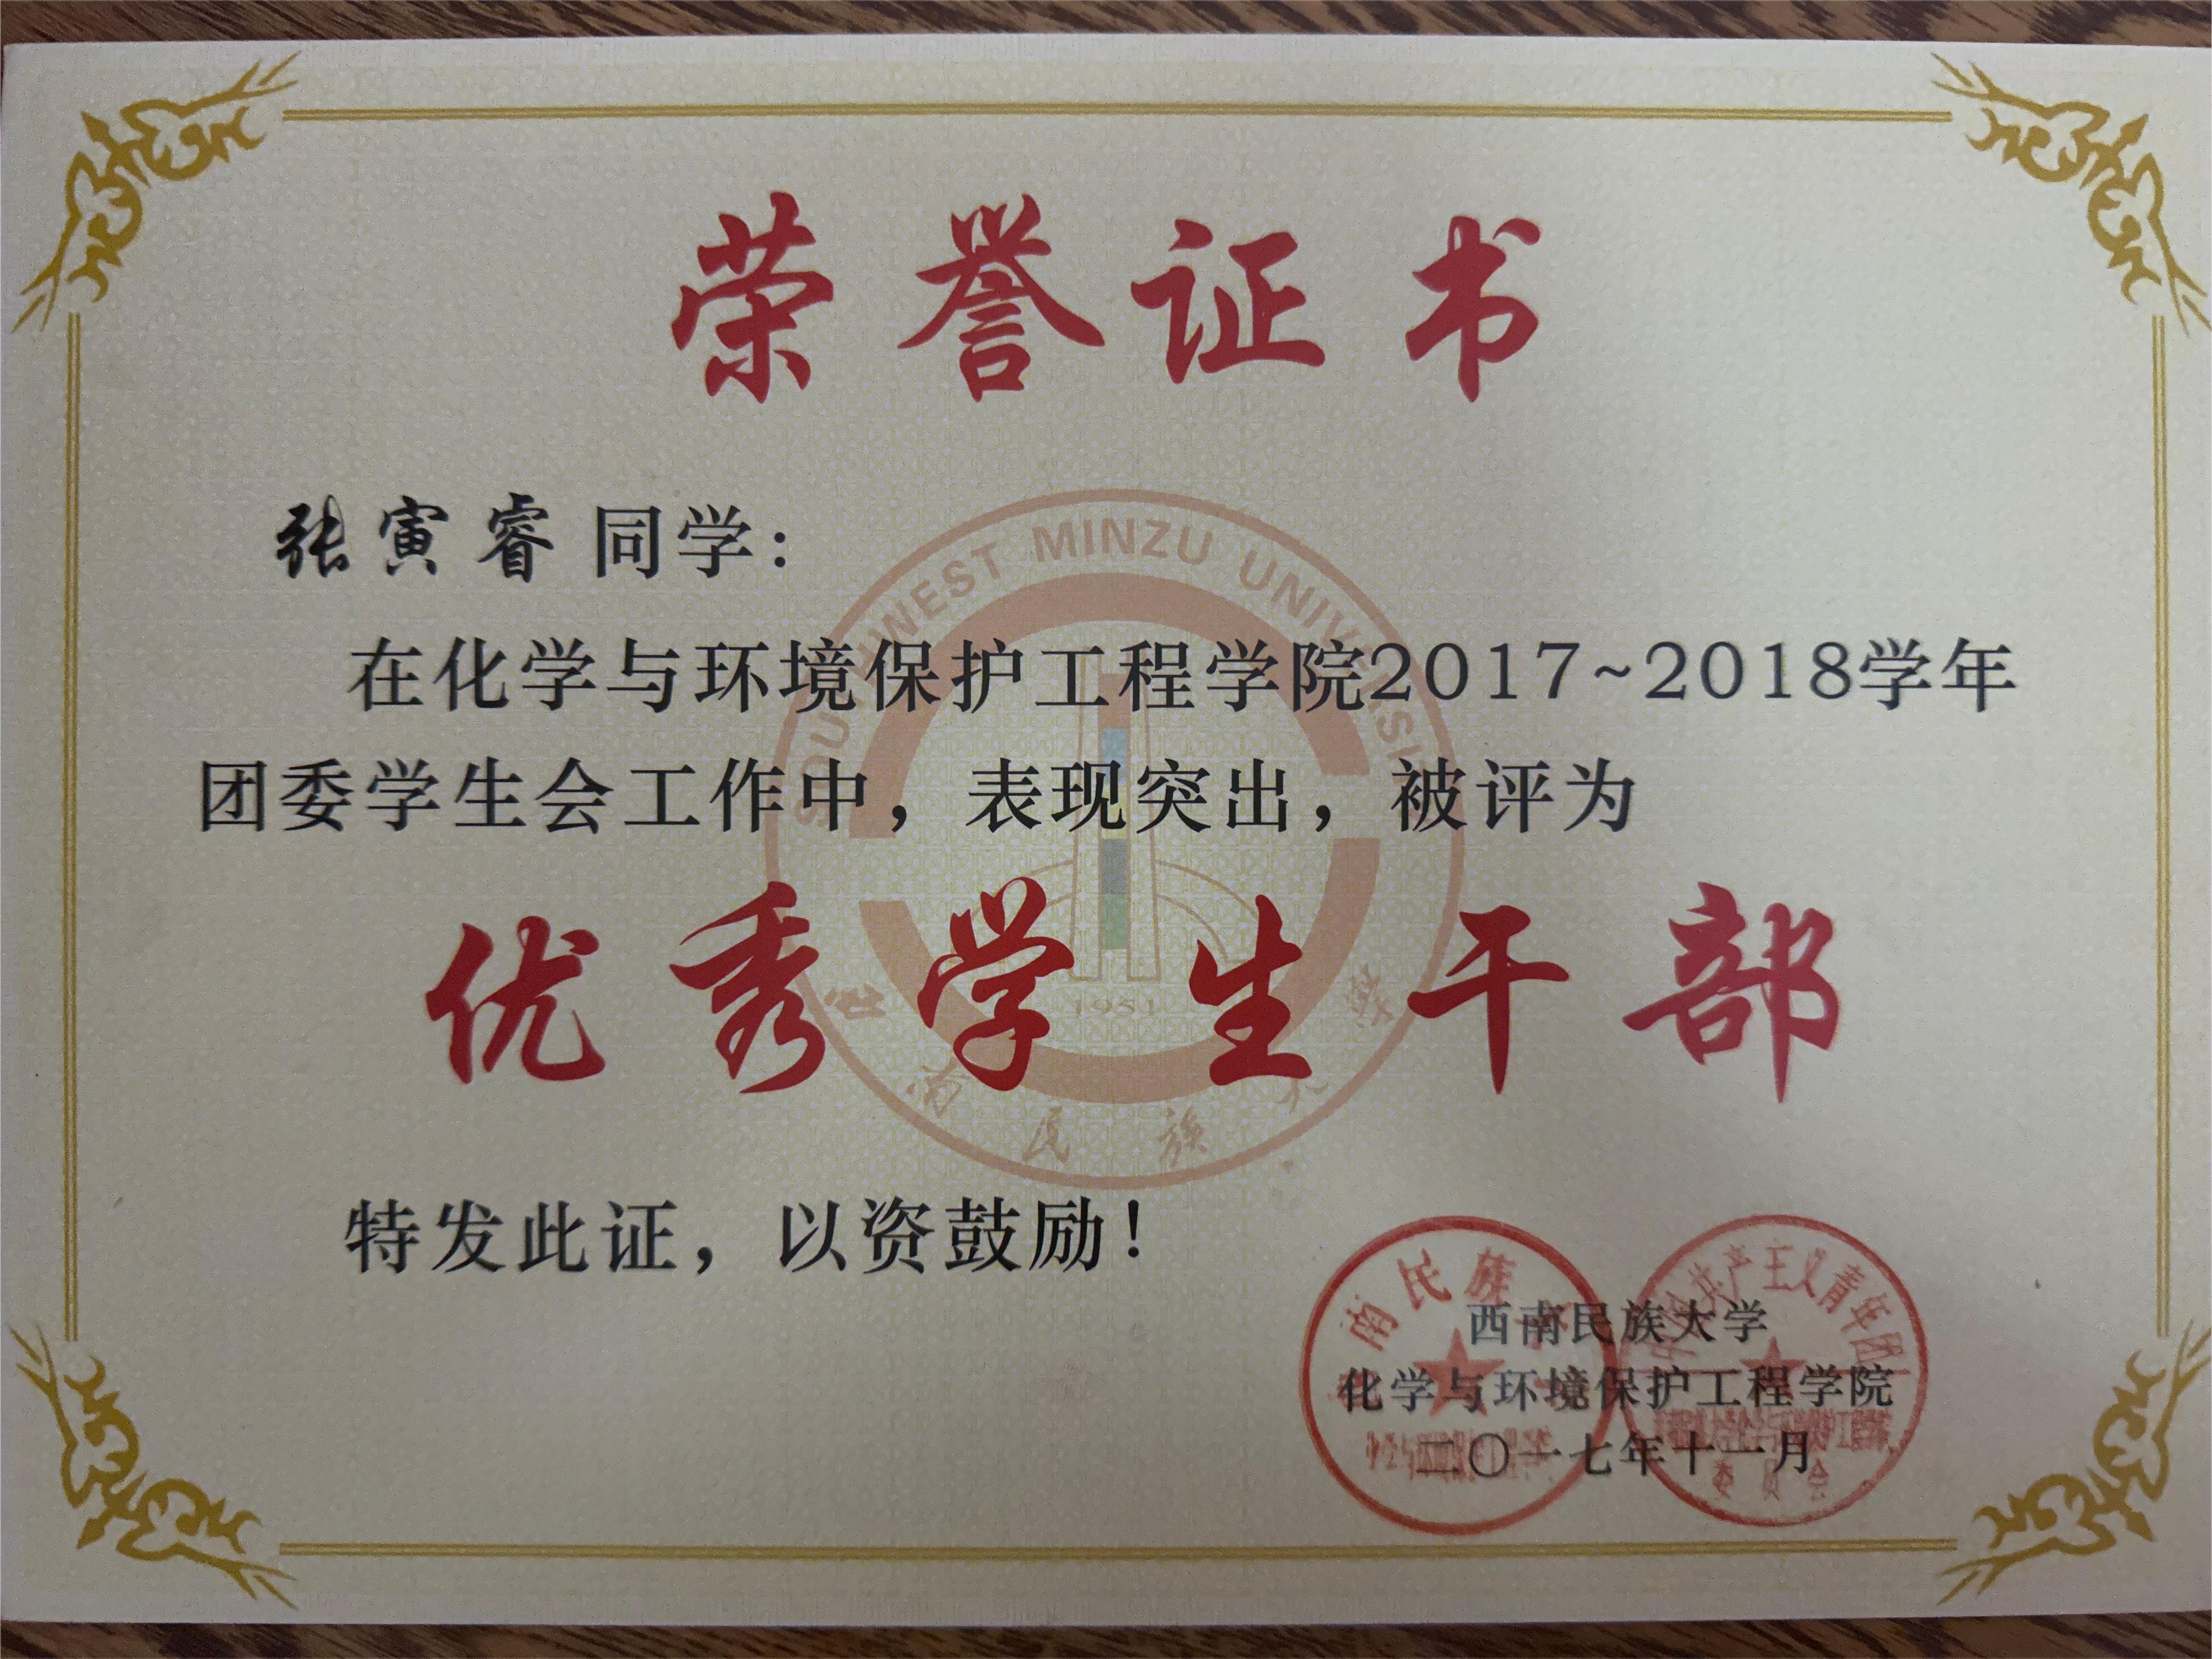 荣誉证书
张寅睿 同学：
在化学与环境保护工程学院2017~2018学年
团委学生会工作中，表现突出，被评为
优秀学生干部
特发此证，以资鼓励！
西南民族大学
化学与环境保护工程学院
二〇一七年十一月
SOUTHWEST MINZU UNIVERSITY
1951
西南民族大学
南民族
共产主义青年团
委员会